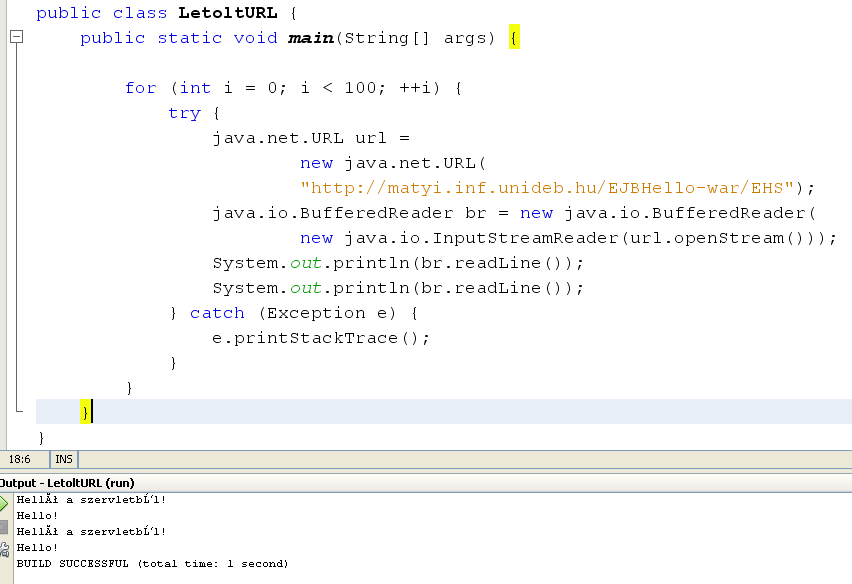 public class LetoltURL {
    public static void main(String[] args) {
        for (int i = 0; i < 100; ++i) {
            try {
                java.net.URL url =
                        new java.net.URL(
                        "http://matyi.inf.unideb.hu/EJBHello-war/EHS");
                java.io.BufferedReader br = new java.io.BufferedReader(
                        new java.io.InputStreamReader(url.openStream()));
                System.out.println(br.readLine());
                System.out.println(br.readLine());
            } catch (Exception e) {
                e.printStackTrace();
            }
        }
    }
}
18:6 INS
Output - LetoltURL (run)
HellÅł a szervletbĹ‘l!
Hello!
HellÅł a szervletbĹ‘l!
Hello!
BUILD SUCCESSFUL (total time: 1 second)